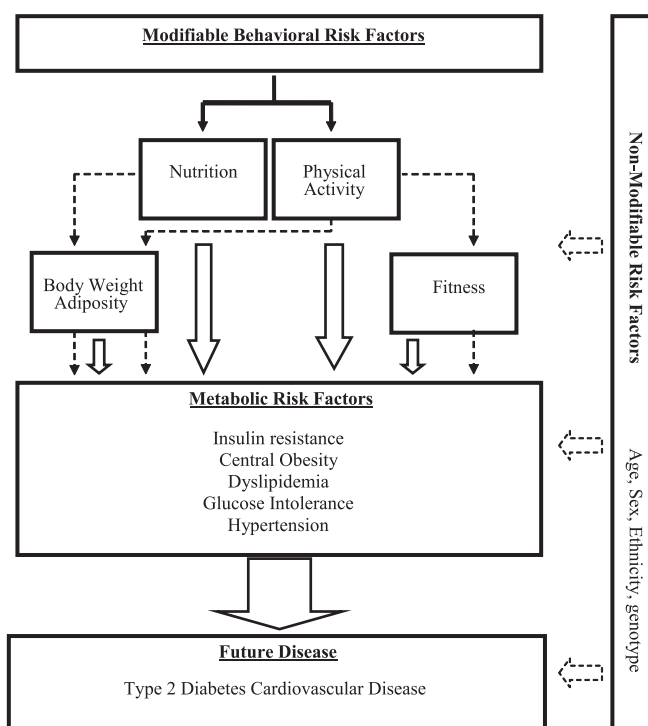 Modifiable Behavioral Risk Factors
Nutrition
Physical
Activity
Body Weight
Adiposity
Fitness
Metabolic Risk Factors
Insulin resistance
Central Obesity
Dyslipidemia
Glucose Intolerance
Hypertension
Future Disease
Type 2 Diabetes Cardiovascular Disease
Non-Modifiable Risk Factors
Age, Sex, Ethnicity, genotype